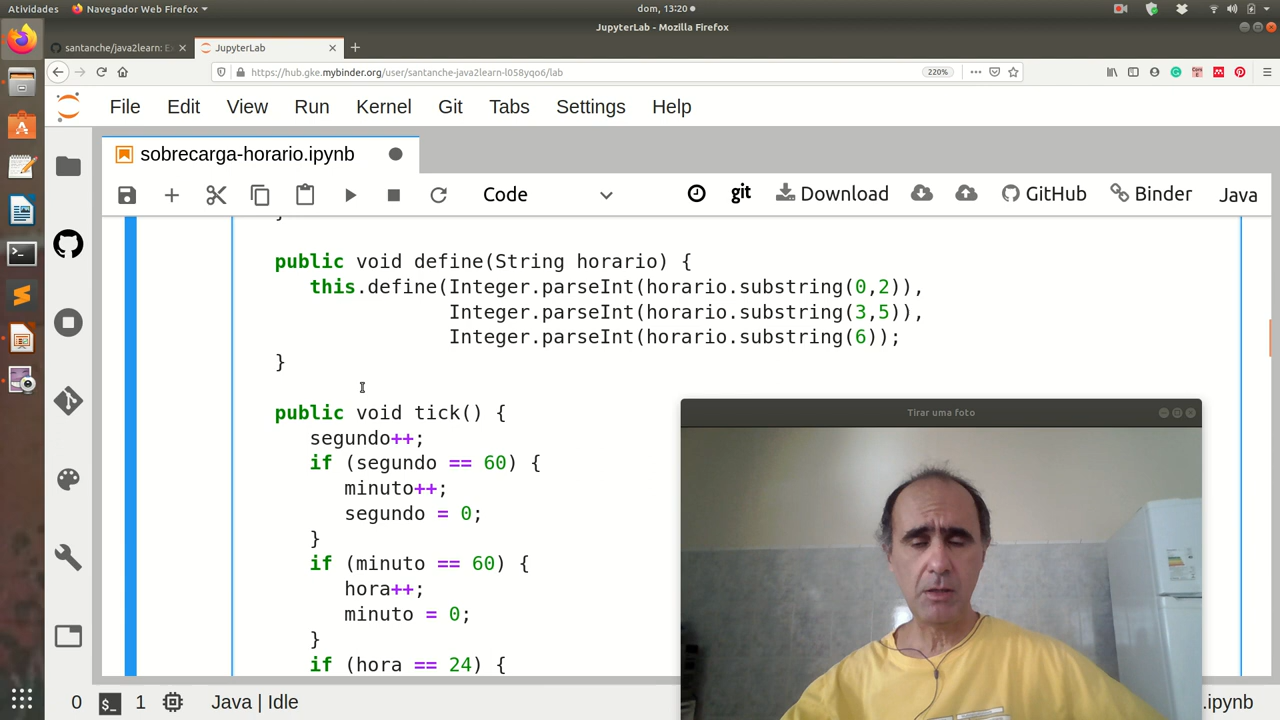 Atividades
Navegador Web Firefox
dom, 13:20
JupyterLab - Mozilla Firefox
santanche/java2learn: Ex
JupyterLab
https://hub.gke.mybinder.org/user/santanche-java2learn-l058yqo6/lab
220%
File Edit View Run Kernel Git Tabs Settings Help
sobrecarga-horario.ipynb
Code
git
Download
GitHub
Binder
Java
}
public void define(String horario) {
this.define(Integer.parseInt(horario.substring(0,2)),
Integer.parseInt(horario.substring(3,5)),
Integer.parseInt(horario.substring(6));
}
public void tick() {
segundo++;
if (segundo == 60) {
minuto++;
segundo = 0;
}
if (minuto == 60) {
hora++;
minuto = 0;
}
if (hora == 24) {
Tirar uma foto
0
1
Java | Idle
.ipynb